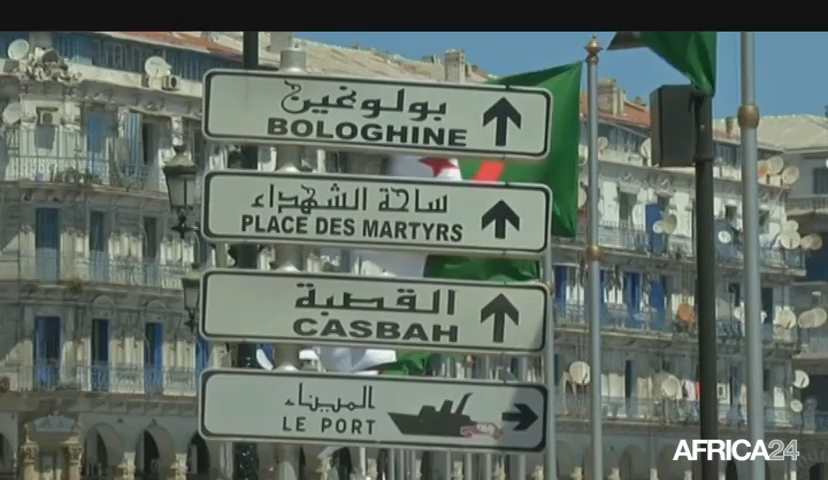 بولوغين
BOLOGHINE
ساحة الشهداء
PLACE DES MARTYRS
القصبة
CASBAH
الميناء
LE PORT
AFRICA24